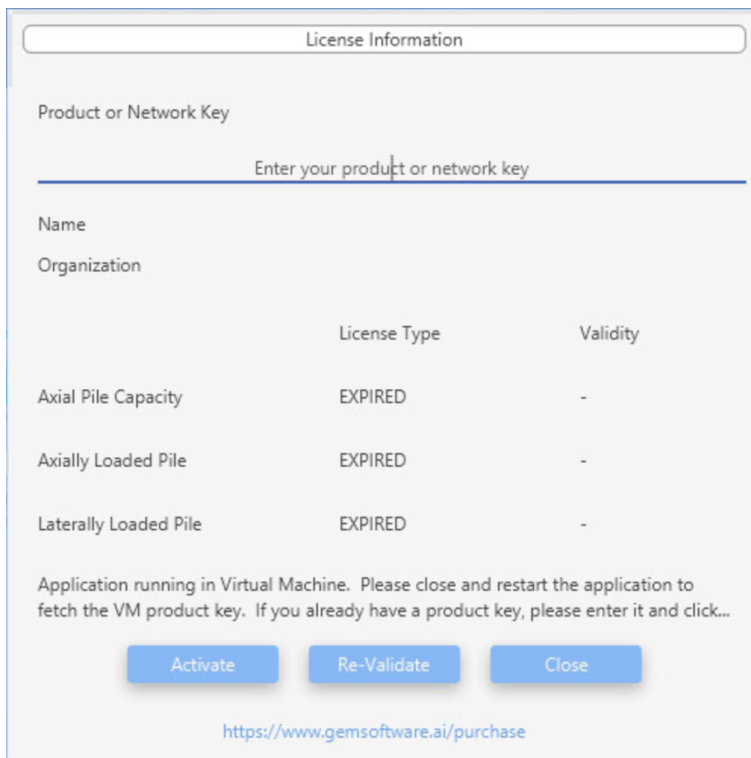 License Information
Product or Network Key
Enter your product or network key
Name
Organization
License Type Validity
Axial Pile Capacity EXPIRED -
Axially Loaded Pile EXPIRED -
Laterally Loaded Pile EXPIRED -
Application running in Virtual Machine. Please close and restart the application to
fetch the VM product key. If you already have a product key, please enter it and click...
Activate Re-Validate Close
https://www.gemsoftware.ai/purchase